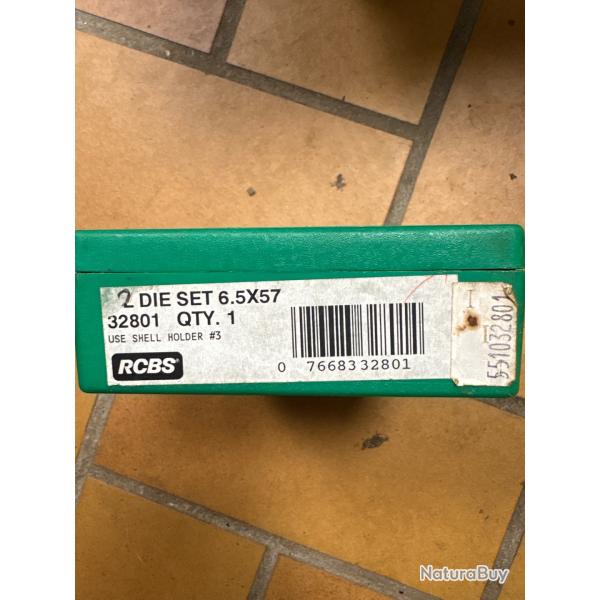 2 DIE SET 6.5X57
32801 QTY. 1
USE SHELL HOLDER #3
RCBS
0 76683 32801
551032801
NaturaBuy